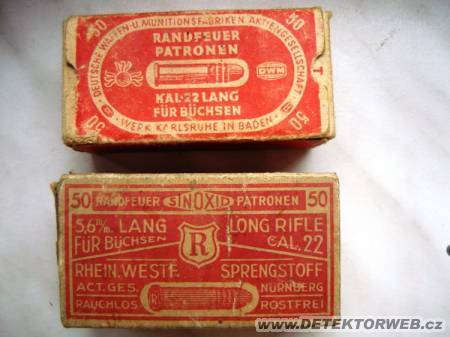 50 50
DEUTSCHE WAFFEN-U. MUNITIONSFABRIKEN AKTIENGESELLSCHAFT
RANDFEUER
PATRONEN
DWM
T
KAL·22 LANG
FÜR BÜCHSEN
50 50
WERK KARLSRUHE IN BADEN
50 RANDFEUER SINOXID PATRONEN 50
5,6 m/m. LANG LONG RIFLE
FÜR BÜCHSEN R CAL. 22
RHEIN. WESTF. SPRENGSTOFF
ACT. GES. NÜRNBERG
RAUCHLOS R ROSTFREI
WWW.DETEKTORWEB.cz